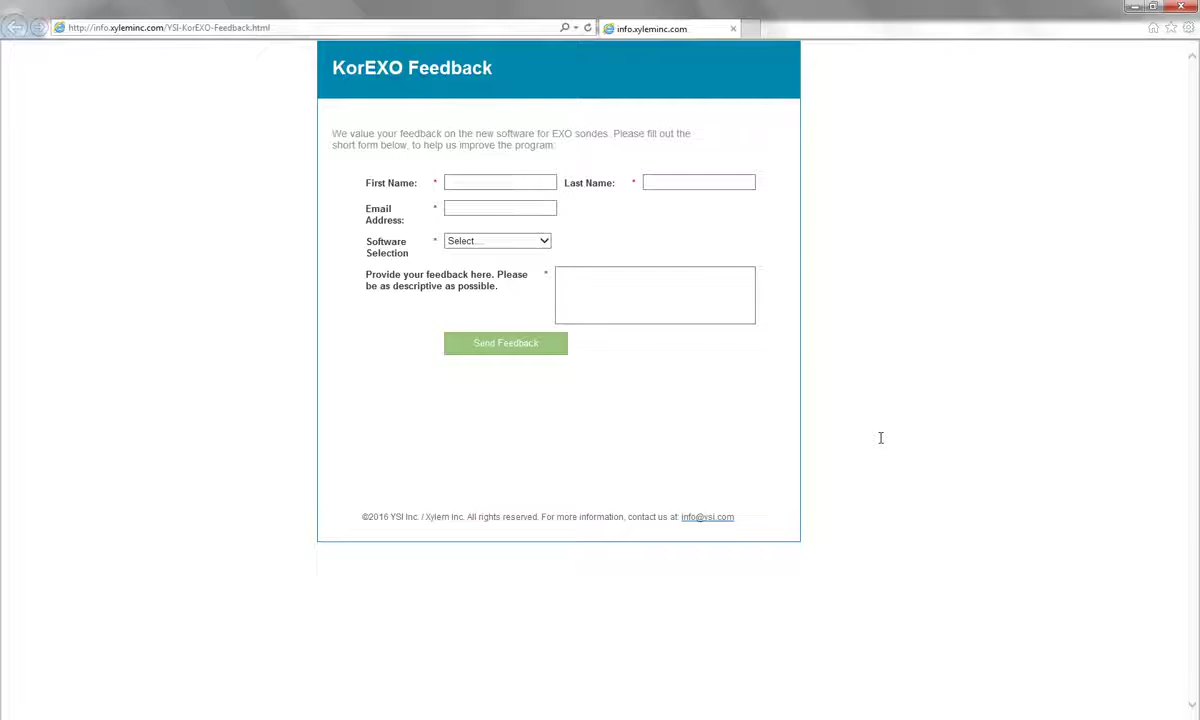 http://info.xyleminc.com/YSI-KorEXO-Feedback.html
info.xyleminc.com
KorEXO Feedback
We value your feedback on the new software for EXO sondes. Please fill out the
short form below, to help us improve the program:
First Name: *
Last Name: *
Email
Address: *
Software
Selection *
Select...
Provide your feedback here. Please
be as descriptive as possible. *
Send Feedback
©2016 YSI Inc. / Xylem Inc. All rights reserved. For more information, contact us at: info@ysi.com